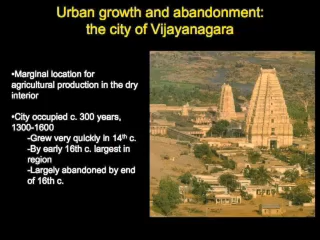 Urban growth and abandonment:
the city of Vijayanagara
•Marginal location for
agricultural production in the dry
interior
•City occupied c. 300 years,
1300-1600
-Grew very quickly in 14th c.
-By early 16th c. largest in
region
-Largely abandoned by end
of 16th c.